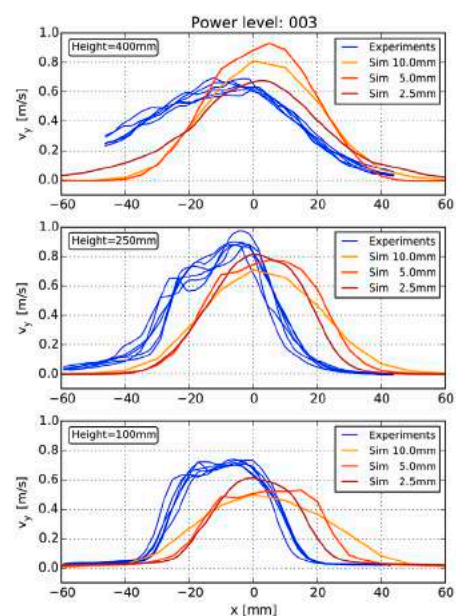 Power level: 003
Height=400mm
Experiments
Sim 10.0mm
Sim 5.0mm
Sim 2.5mm
v_y [m/s]
1.0
0.8
0.6
0.4
0.2
0.0
−60 −40 −20 0 20 40 60
Height=250mm
Experiments
Sim 10.0mm
Sim 5.0mm
Sim 2.5mm
v_y [m/s]
1.0
0.8
0.6
0.4
0.2
0.0
−60 −40 −20 0 20 40 60
Height=100mm
Experiments
Sim 10.0mm
Sim 5.0mm
Sim 2.5mm
v_y [m/s]
1.0
0.8
0.6
0.4
0.2
0.0
−60 −40 −20 0 20 40 60
x [mm]